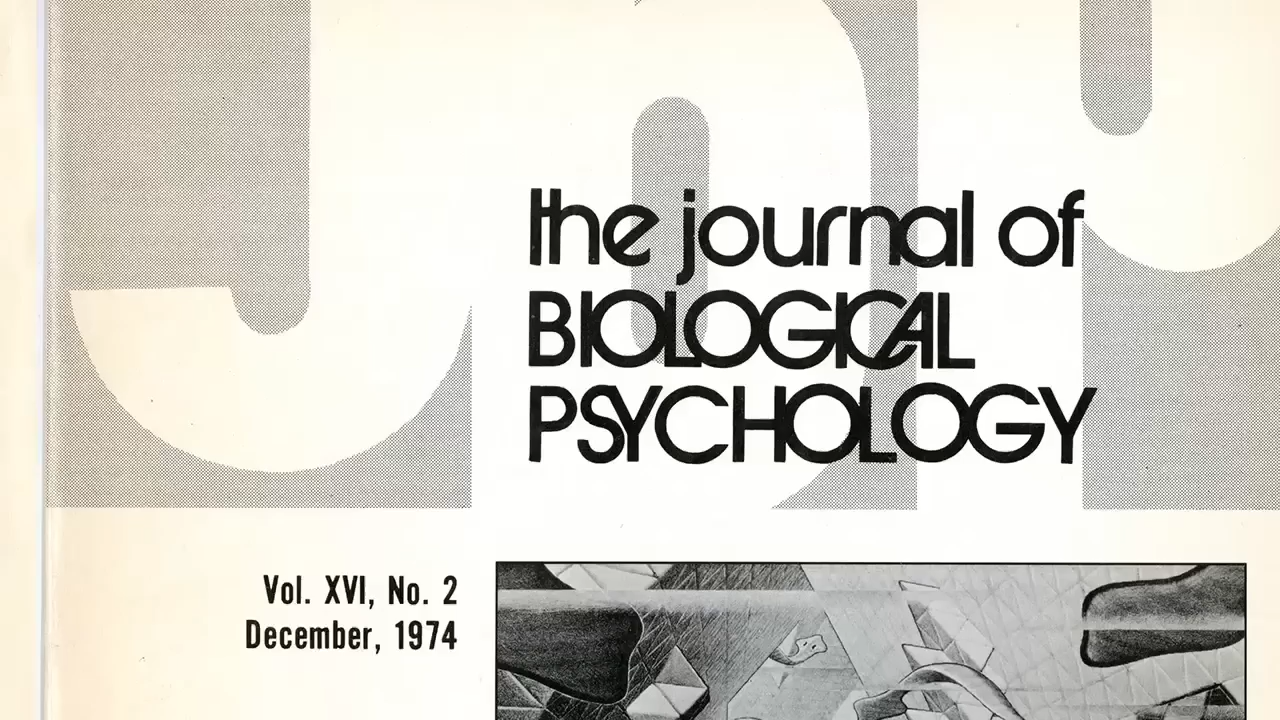 the journal of
BIOLOGICAL
PSYCHOLOGY
Vol. XVI, No. 2
December, 1974